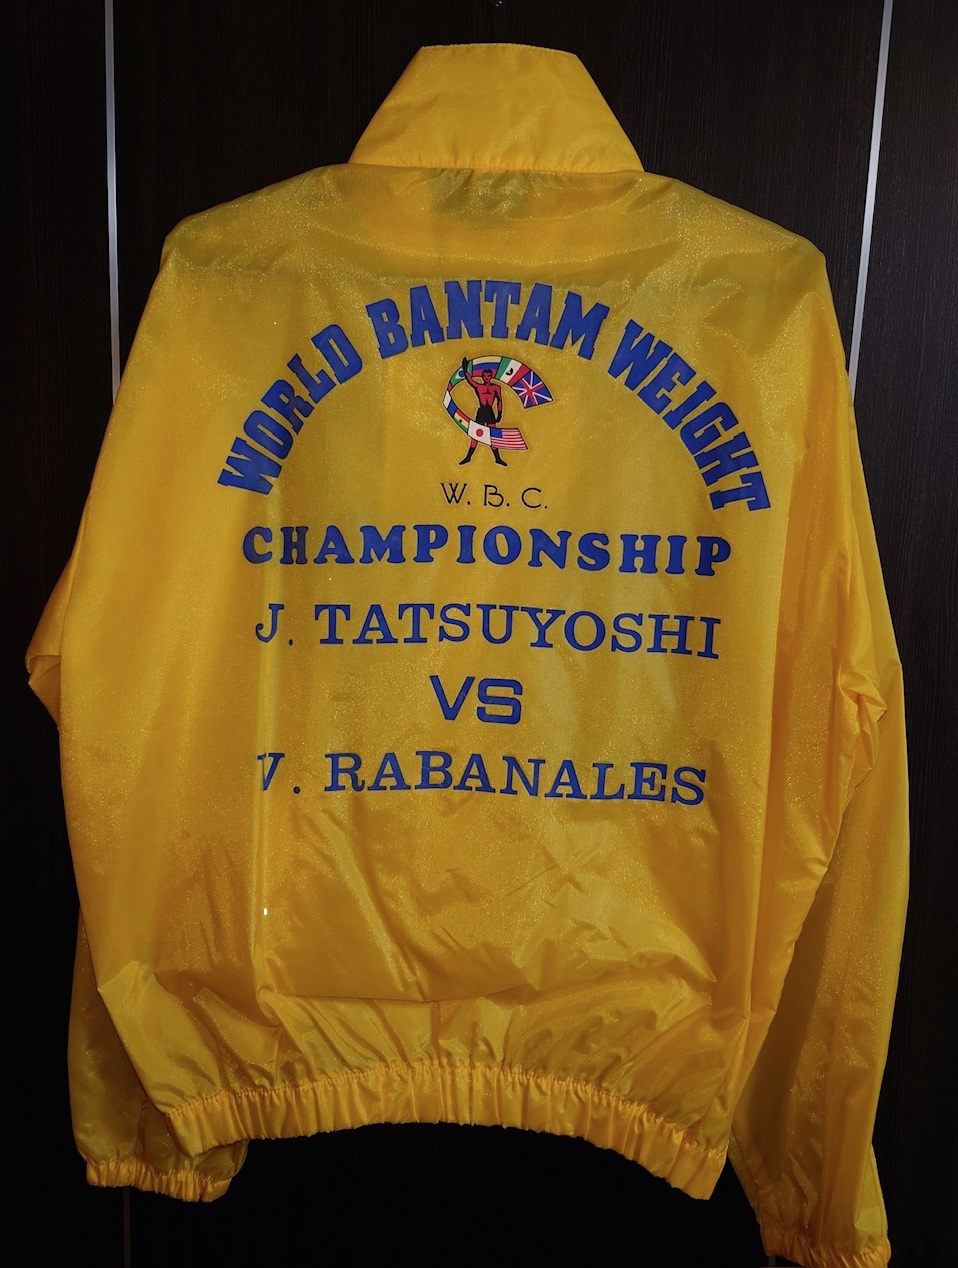 WORLD BANTAM WEIGHT
W. B. C.
CHAMPIONSHIP
J. TATSUYOSHI
VS
V. RABANALES